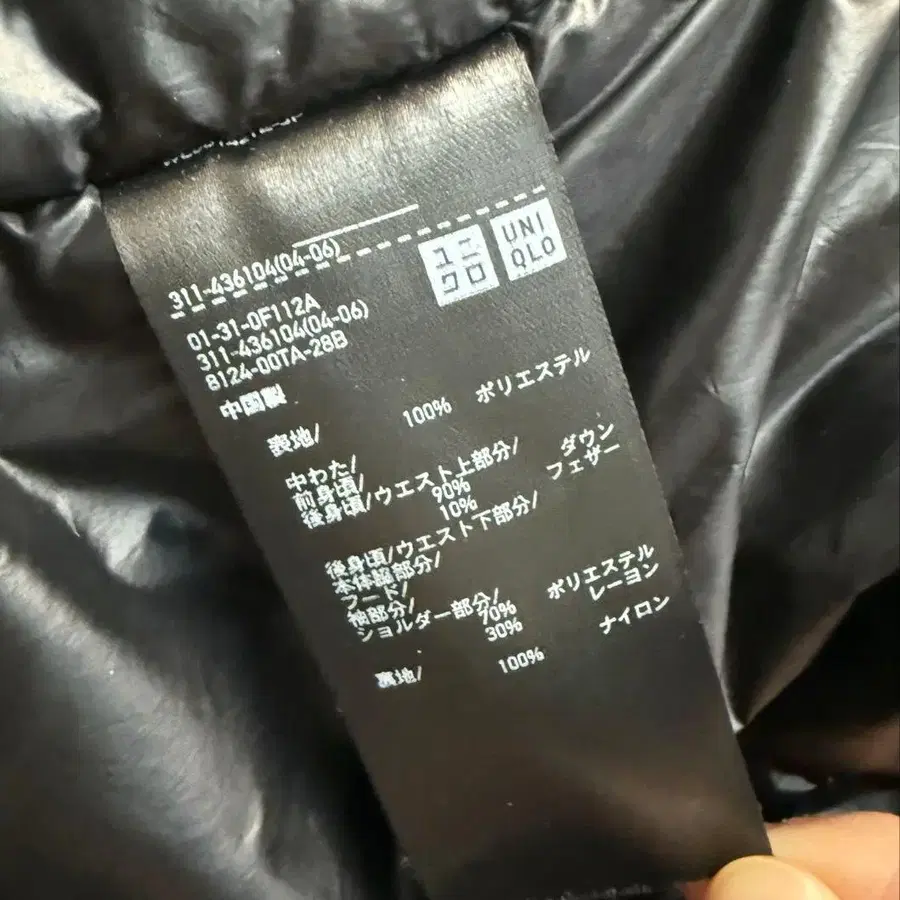 311-436104(04-06)
ユニ
クロ
UNI
QLO
01-31-0F112A
311-436104(04-06)
8124-00TA-28B
中国製
表地/ 100% ポリエステル
中わた/
前身頃/
後身頃/ウエスト上部分/
90% ダウン
10% フェザー
後身頃/ウエスト下部分/
本体脇部分/
フード/
袖部分/
ショルダー部分/
70% ポリエステル
30% レーヨン
裏地/ 100% ナイロン